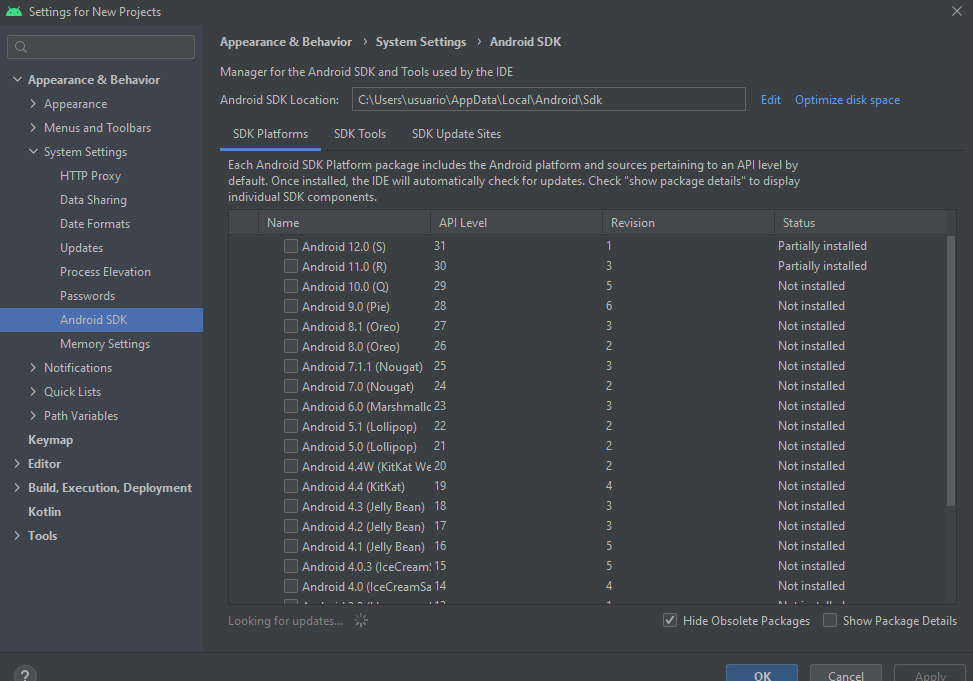 Settings for New Projects
Appearance & Behavior
Appearance
Menus and Toolbars
System Settings
HTTP Proxy
Data Sharing
Date Formats
Updates
Process Elevation
Passwords
Android SDK
Memory Settings
Notifications
Quick Lists
Path Variables
Keymap
Editor
Build, Execution, Deployment
Kotlin
Tools
?
Appearance & Behavior › System Settings › Android SDK
Manager for the Android SDK and Tools used by the IDE
Android SDK Location: C:\Users\usuario\AppData\Local\Android\Sdk Edit Optimize disk space
SDK Platforms SDK Tools SDK Update Sites
Each Android SDK Platform package includes the Android platform and sources pertaining to an API level by
default. Once installed, the IDE will automatically check for updates. Check "show package details" to display
individual SDK components.
Name API Level Revision Status
Android 12.0 (S) 31 1 Partially installed
Android 11.0 (R) 30 3 Partially installed
Android 10.0 (Q) 29 5 Not installed
Android 9.0 (Pie) 28 6 Not installed
Android 8.1 (Oreo) 27 3 Not installed
Android 8.0 (Oreo) 26 2 Not installed
Android 7.1.1 (Nougat) 25 3 Not installed
Android 7.0 (Nougat) 24 2 Not installed
Android 6.0 (Marshmallc 23 3 Not installed
Android 5.1 (Lollipop) 22 2 Not installed
Android 5.0 (Lollipop) 21 2 Not installed
Android 4.4W (KitKat We 20 2 Not installed
Android 4.4 (KitKat) 19 4 Not installed
Android 4.3 (Jelly Bean) 18 3 Not installed
Android 4.2 (Jelly Bean) 17 3 Not installed
Android 4.1 (Jelly Bean) 16 5 Not installed
Android 4.0.3 (IceCream 15 5 Not installed
Android 4.0 (IceCreamSa 14 4 Not installed
Looking for updates... Hide Obsolete Packages Show Package Details
OK Cancel Apply